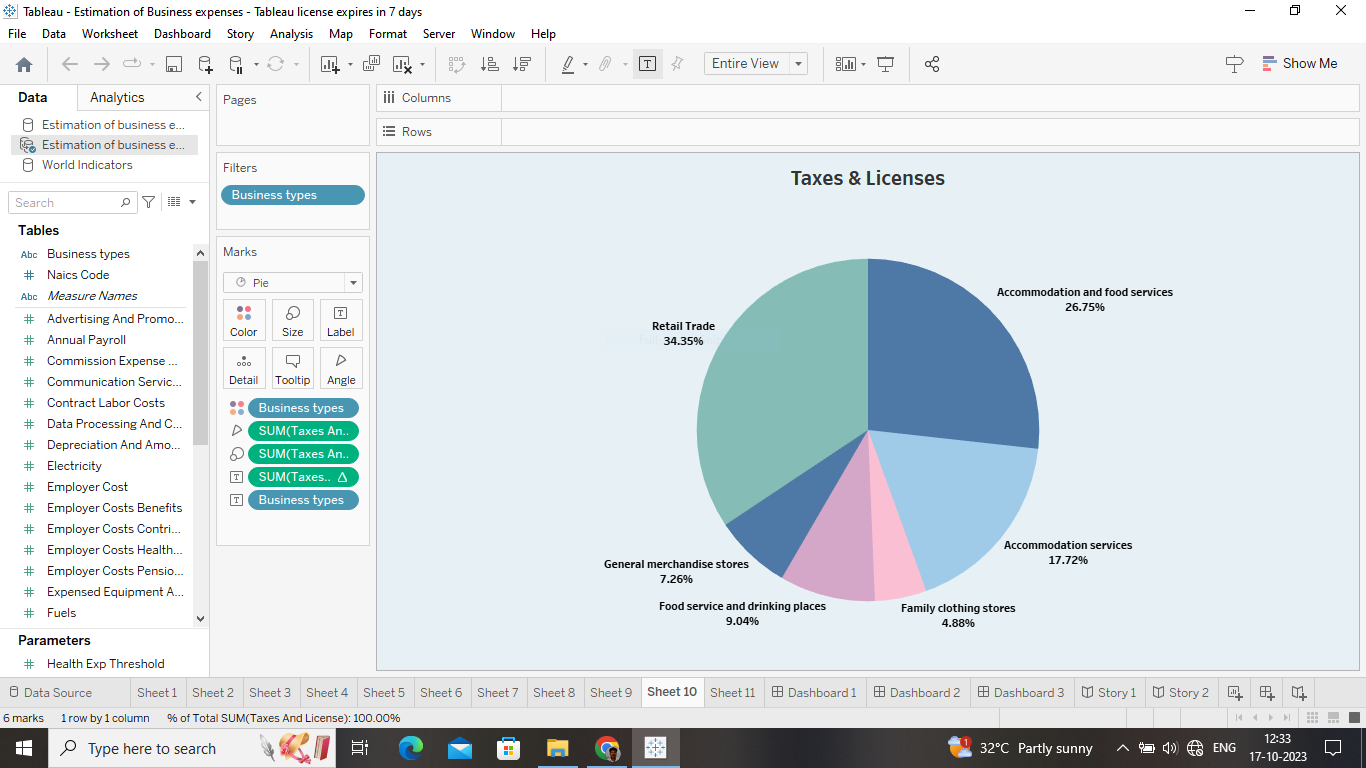 Tableau - Estimation of Business expenses - Tableau license expires in 7 days
File Data Worksheet Dashboard Story Analysis Map Format Server Window Help
Entire View
Show Me
Data Analytics
Estimation of business e...
Estimation of business e...
World Indicators
Search
Tables
Abc Business types
Naics Code
Abc Measure Names
Advertising And Promo...
Annual Payroll
Commission Expense ...
Communication Servic...
Contract Labor Costs
Data Processing And C...
Depreciation And Amo...
Electricity
Employer Cost
Employer Costs Benefits
Employer Costs Contri...
Employer Costs Health...
Employer Costs Pensio...
Expensed Equipment A...
Fuels
Parameters
Health Exp Threshold
Pages
Filters
Business types
Marks
Pie
Color Size Label
Detail Tooltip Angle
Business types
SUM(Taxes An..
SUM(Taxes An..
SUM(Taxes..
Business types
Columns
Rows
Taxes & Licenses
Accommodation and food services
26.75%
Retail Trade
34.35%
Accommodation services
17.72%
General merchandise stores
7.26%
Food service and drinking places
9.04%
Family clothing stores
4.88%
Data Source Sheet 1 Sheet 2 Sheet 3 Sheet 4 Sheet 5 Sheet 6 Sheet 7 Sheet 8 Sheet 9 Sheet 10 Sheet 11 Dashboard 1 Dashboard 2 Dashboard 3 Story 1 Story 2
6 marks 1 row by 1 column % of Total SUM(Taxes And License): 100.00%
Type here to search
1
32°C Partly sunny
ENG
12:33
17-10-2023